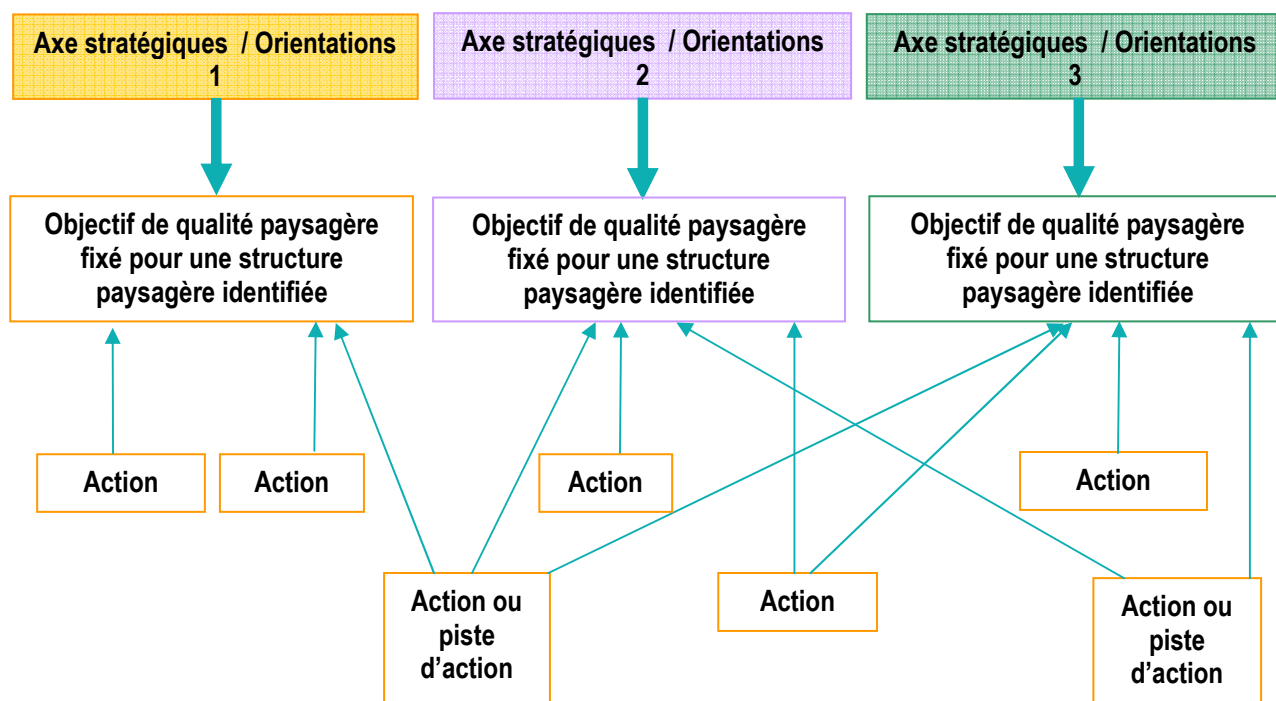 Axe stratégiques / Orientations
1
Axe stratégiques / Orientations
2
Axe stratégiques / Orientations
3
Objectif de qualité paysagère
fixé pour une structure
paysagère identifiée
Objectif de qualité paysagère
fixé pour une structure
paysagère identifiée
Objectif de qualité paysagère
fixé pour une structure
paysagère identifiée
Action
Action
Action
Action
Action ou
piste
d’action
Action
Action ou
piste
d’action